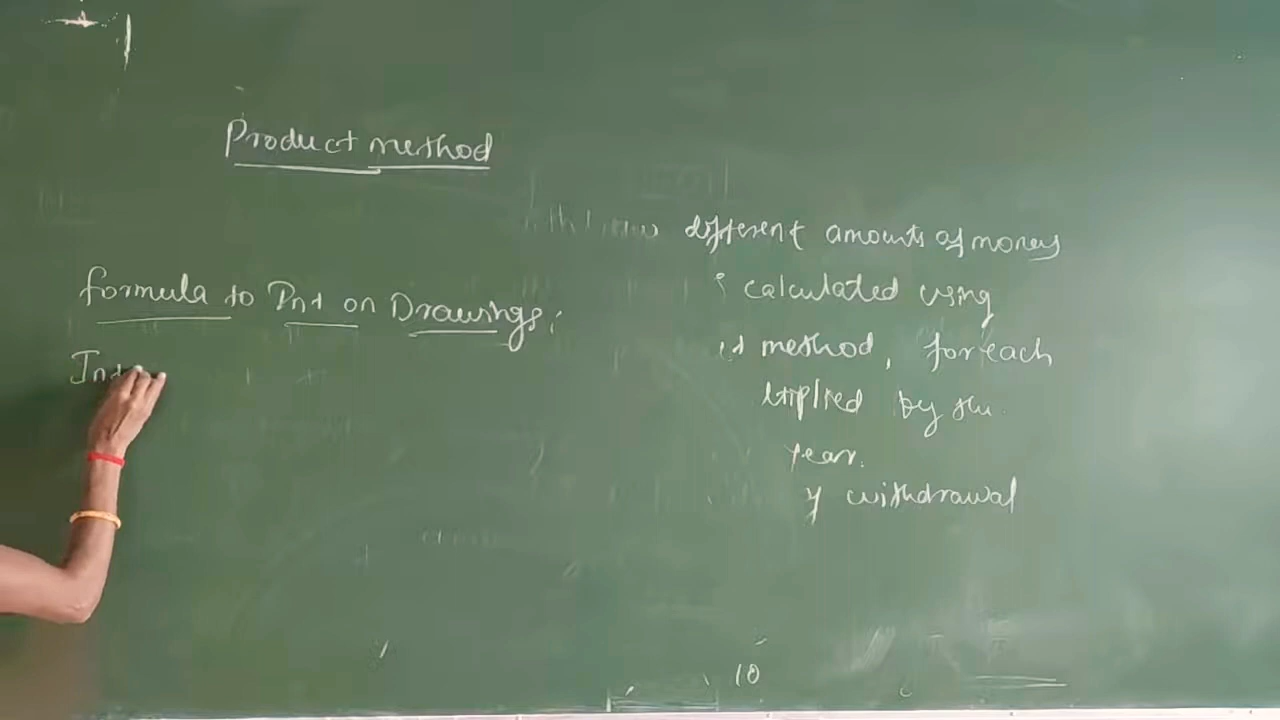 Product method
formula to Int on Drawings:
Int
different amounts of money
calculated using
method, for each
by the
year.
y withdrawal
10